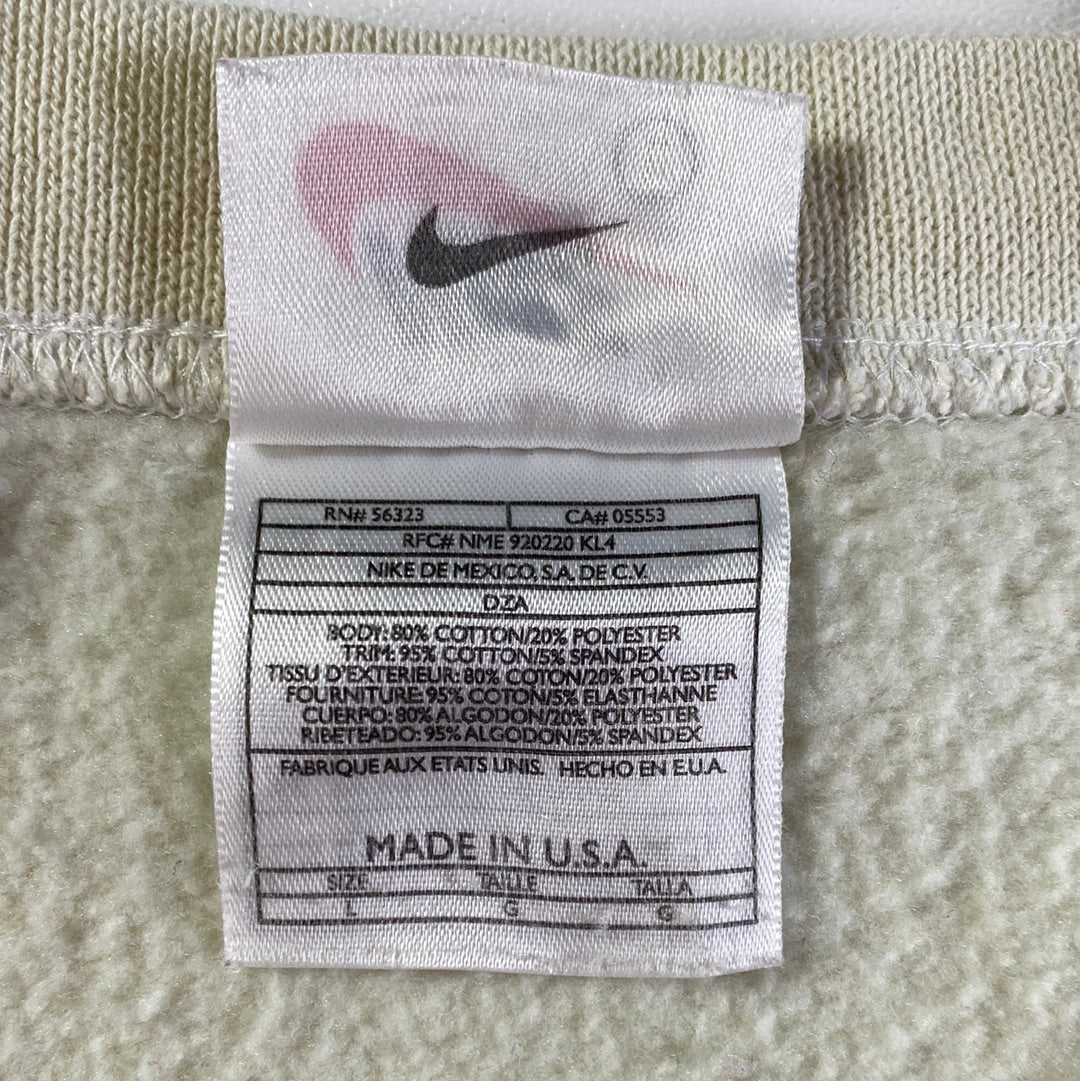 RN# 56323 CA# 05553
RFC# NME 920220 KL4
NIKE DE MEXICO, S.A. DE C.V.
DZA
BODY: 80% COTTON/20% POLYESTER
TRIM: 95% COTTON/5% SPANDEX
TISSU D'EXTERIEUR: 80% COTON/20% POLYESTER
FOURNITURE: 95% COTON/5% ELASTHANNE
CUERPO: 80% ALGODON/20% POLYESTER
RIBETEADO: 95% ALGODON/5% SPANDEX
FABRIQUE AUX ETATS UNIS. HECHO EN E.U.A.
MADE IN U.S.A.
SIZE TAILLE TALLA
L G G